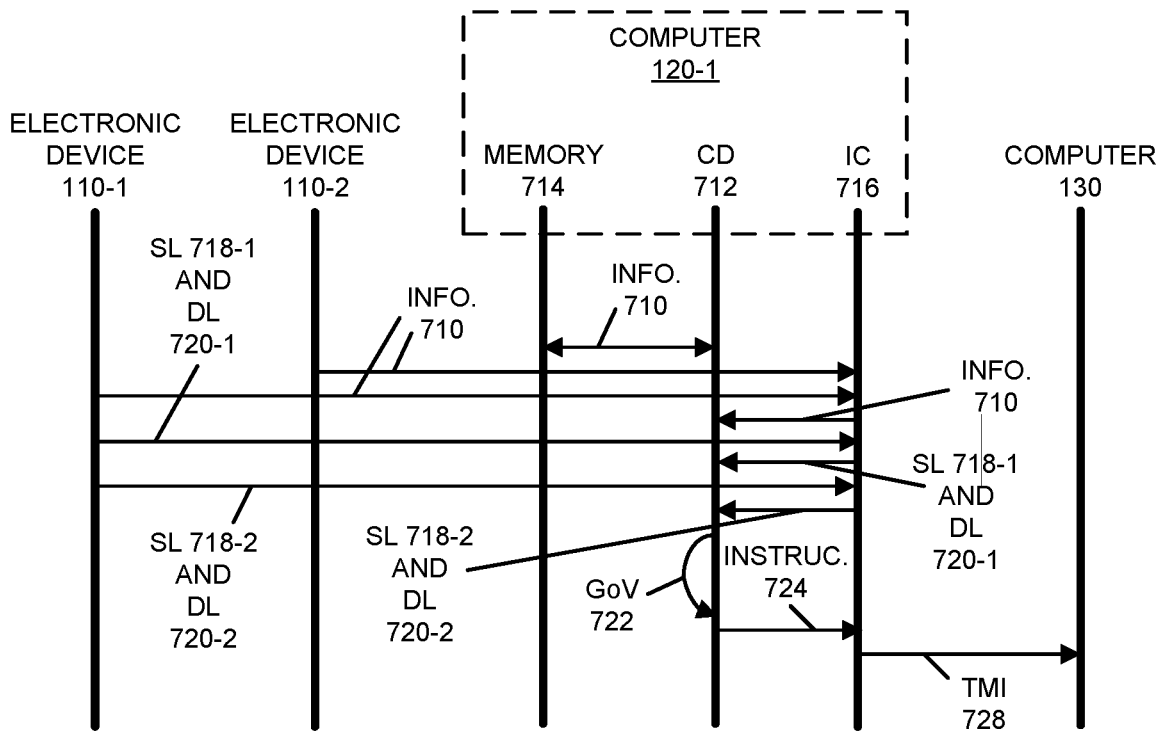 COMPUTER
120-1
ELECTRONIC
DEVICE
110-1
ELECTRONIC
DEVICE
110-2
MEMORY
714
CD
712
IC
716
COMPUTER
130
SL 718-1
AND
DL
720-1
INFO.
710
INFO.
710
INFO.
710
SL 718-1
AND
DL
720-1
SL 718-2
AND
DL
720-2
SL 718-2
AND
DL
720-2
GoV
722
INSTRUC.
724
TMI
728